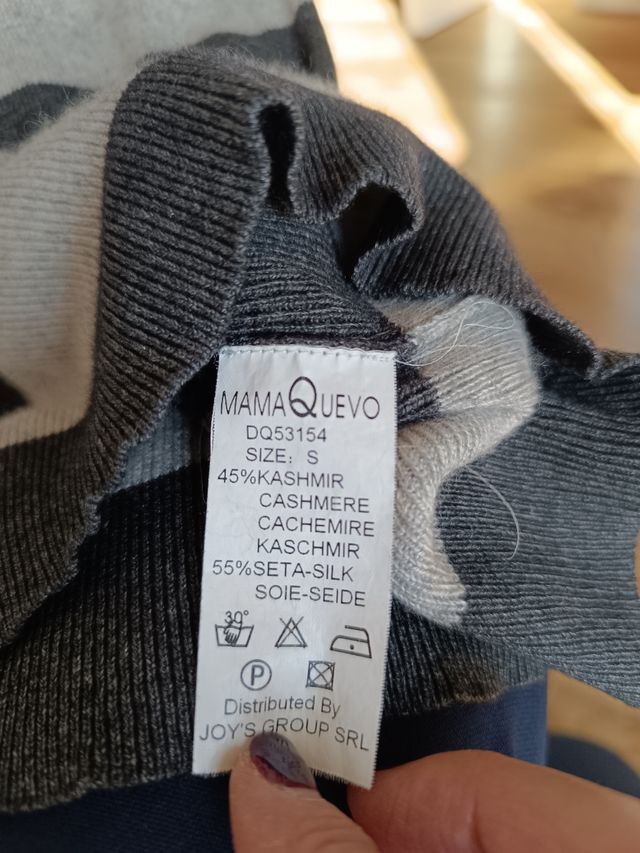 MAMAQUEVO
DQ53154
SIZE: S
45%KASHMIR
CASHMERE
CACHEMIRE
KASCHMIR
55%SETA-SILK
SOIE-SEIDE
30°
P
Distributed By
JOY'S GROUP SRL